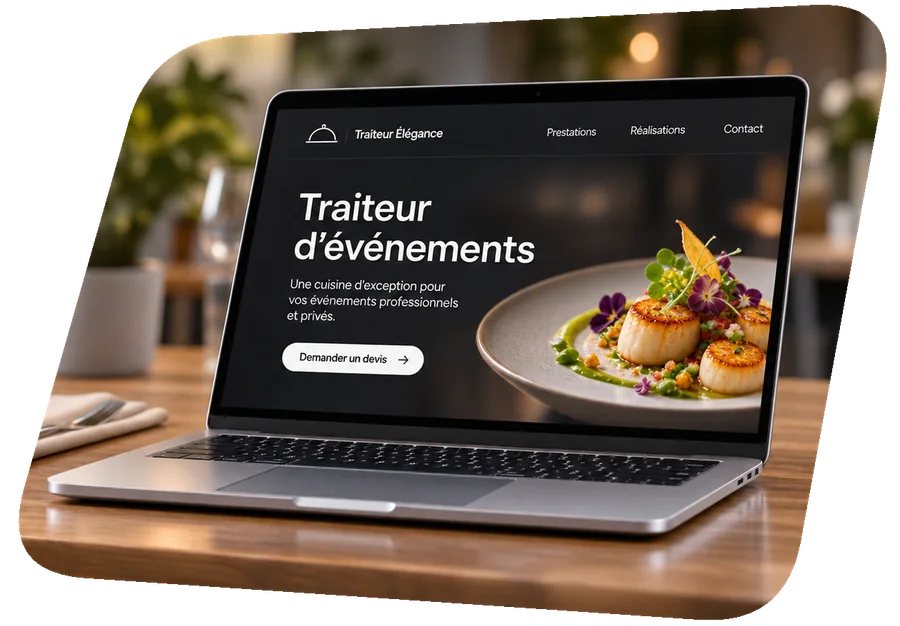 Traiteur Élégance
Prestations
Réalisations
Contact
Traiteur
d'événements
Une cuisine d'exception pour
vos événements professionnels
et privés.
Demander un devis →